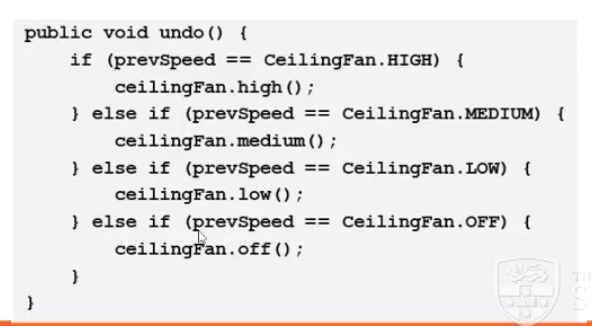 public void undo() {
    if (prevSpeed == CeilingFan.HIGH) {
        ceilingFan.high();
    } else if (prevSpeed == CeilingFan.MEDIUM) {
        ceilingFan.medium();
    } else if (prevSpeed == CeilingFan.LOW) {
        ceilingFan.low();
    } else if (prevSpeed == CeilingFan.OFF) {
        ceilingFan.off();
    }
}